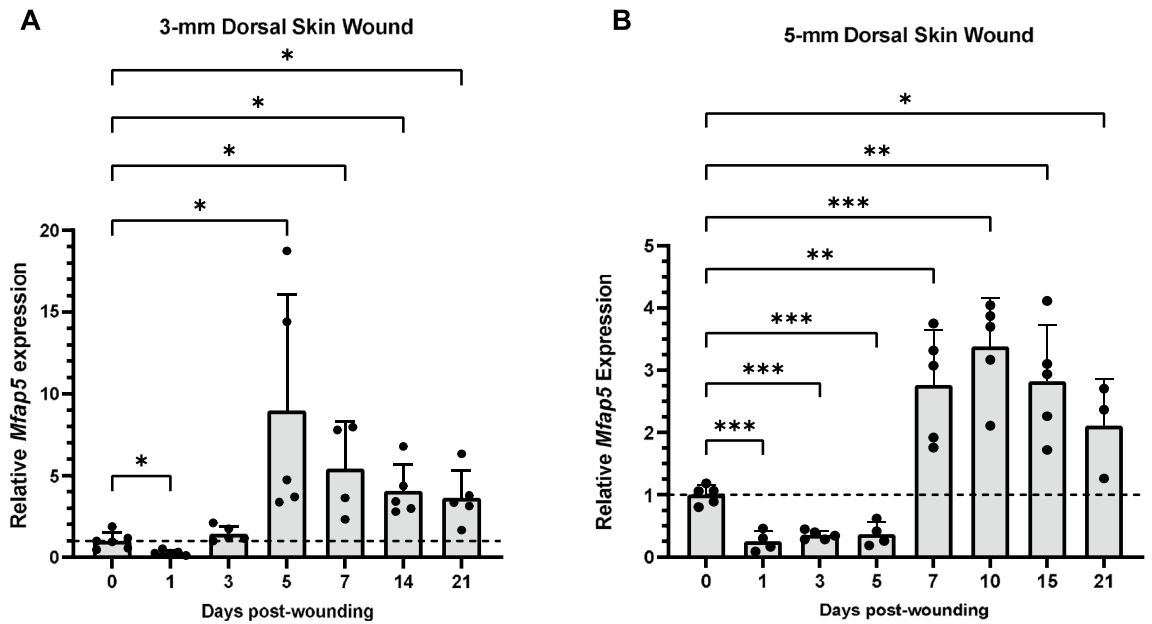 A
3-mm Dorsal Skin Wound
*
*
*
*
*
20
15
10
5
0
Relative Mfap5 expression
0 1 3 5 7 14 21
Days post-wounding
B
5-mm Dorsal Skin Wound
*
**
***
**
***
***
***
5
4
3
2
1
0
Relative Mfap5 Expression
0 1 3 5 7 10 15 21
Days post-wounding